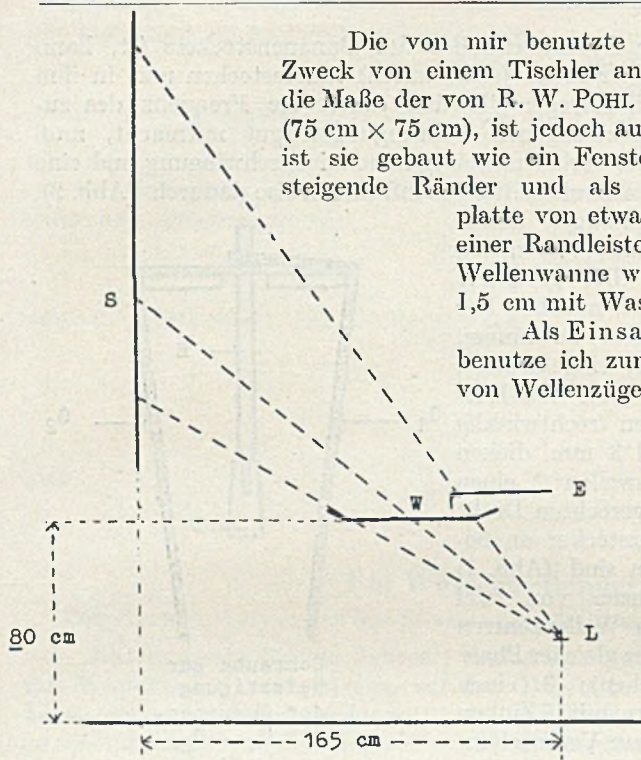 Die von mir benutzte
Zweck von einem Tischler an
die Maße der von R. W. POHL
(75 cm × 75 cm), ist jedoch au
ist sie gebaut wie ein Fenste
steigende Ränder und als
platte von etwa
einer Randleiste
Wellenwanne w
1,5 cm mit Was
Als Einsa
benutze ich zur
von Wellenzüge
S
E
W
L
80 cm
165 cm